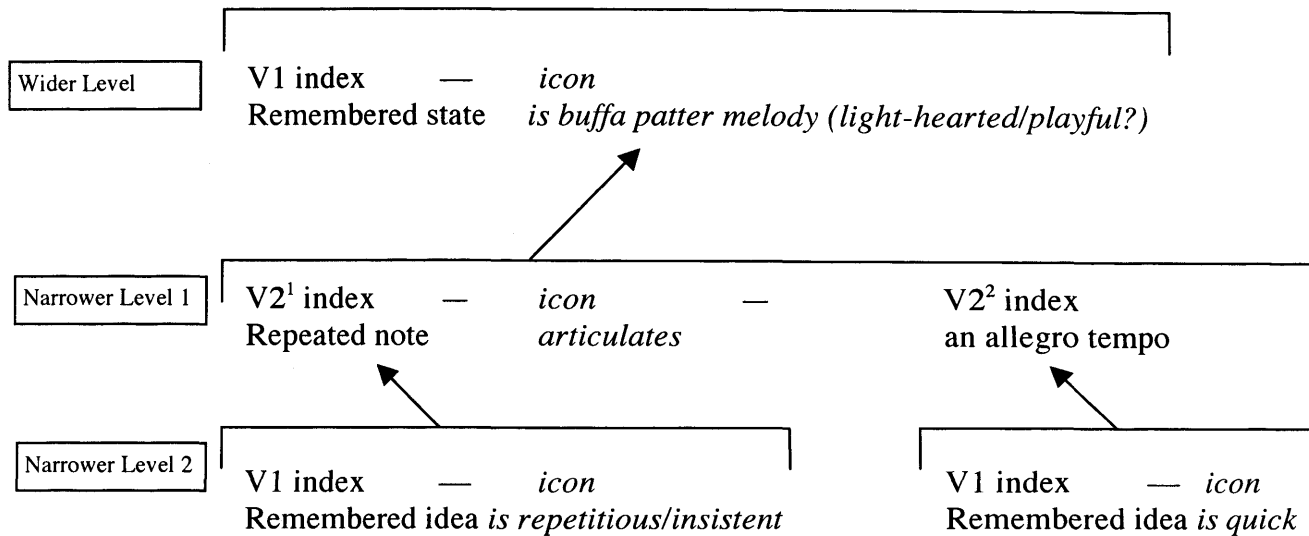 Wider Level
V1 index — icon
Remembered state is buffa patter melody (light-hearted/playful?)
Narrower Level 1
V2¹ index — icon — V2² index
Repeated note articulates an allegro tempo
Narrower Level 2
V1 index — icon V1 index — icon
Remembered idea is repetitious/insistent Remembered idea is quick